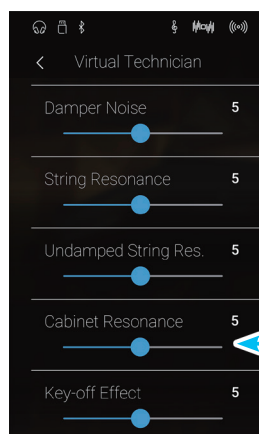 Virtual Technician
Damper Noise 5
String Resonance 5
Undamped String Res. 5
Cabinet Resonance 5
Key-off Effect 5